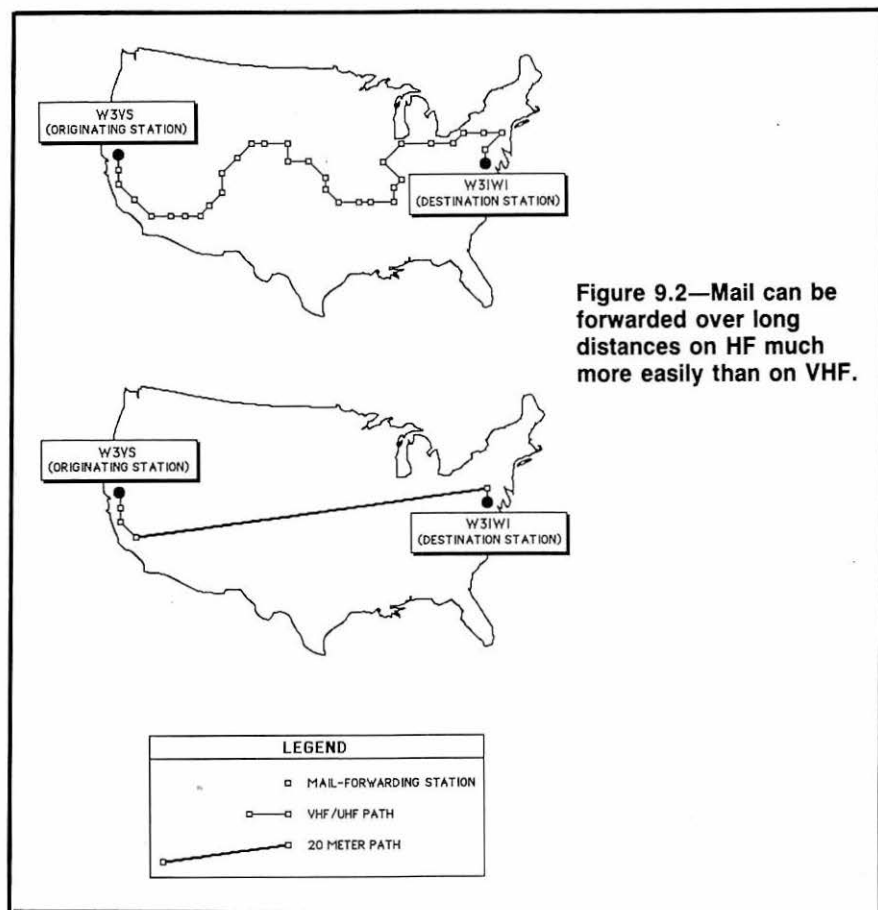 W3VS
(ORIGINATING STATION)
W3IWI
(DESTINATION STATION)
Figure 9.2—Mail can be
forwarded over long
distances on HF much
more easily than on VHF.
W3VS
(ORIGINATING STATION)
W3IWI
(DESTINATION STATION)
LEGEND
MAIL-FORWARDING STATION
VHF/UHF PATH
20 METER PATH